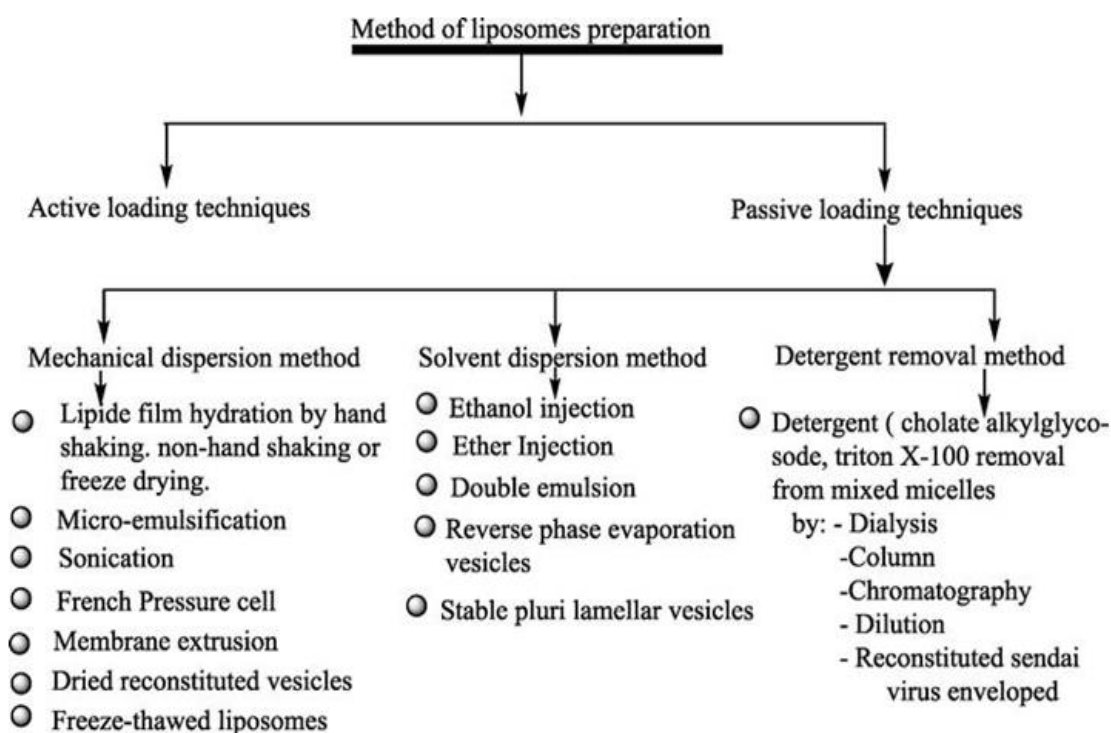 Method of liposomes preparation
Active loading techniques
Passive loading techniques
Mechanical dispersion method
Lipide film hydration by hand
shaking. non-hand shaking or
freeze drying.
Micro-emulsification
Sonication
French Pressure cell
Membrane extrusion
Dried reconstituted vesicles
Freeze-thawed liposomes
Solvent dispersion method
Ethanol injection
Ether Injection
Double emulsion
Reverse phase evaporation
vesicles
Stable pluri lamellar vesicles
Detergent removal method
Detergent ( cholate alkylglyco-
sode, triton X-100 removal
from mixed micelles
by: - Dialysis
-Column
-Chromatography
- Dilution
- Reconstituted sendai
virus enveloped